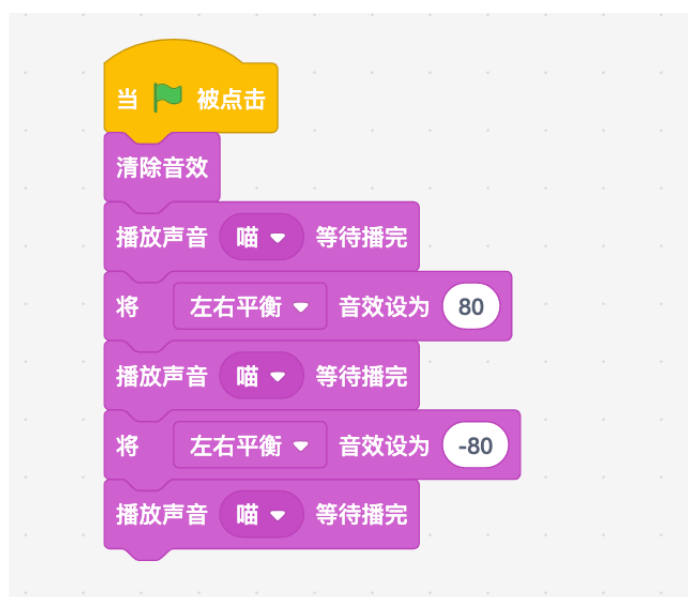 当 被点击
清除音效
播放声音 喵 等待播完
将 左右平衡 音效设为 80
播放声音 喵 等待播完
将 左右平衡 音效设为 -80
播放声音 喵 等待播完